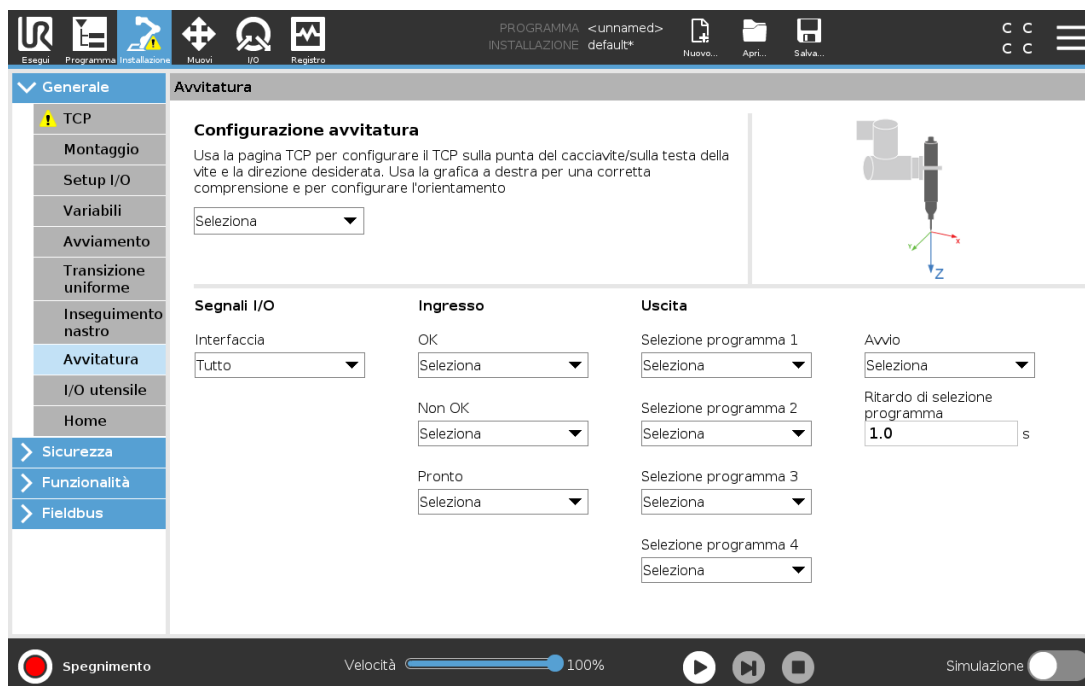 PROGRAMMA <unnamed>
INSTALLAZIONE default*
C C
C C
Esegui Programma Installazione Muovi I/O Registro Nuovo... Apri... Salva...
Generale
TCP
Montaggio
Setup I/O
Variabili
Avviamento
Transizione
uniforme
Inseguimento
nastro
Avvitatura
I/O utensile
Home
Sicurezza
Funzionalità
Fieldbus
Avvitatura
Configurazione avvitatura
Usa la pagina TCP per configurare il TCP sulla punta del cacciavite/sulla testa della
vite e la direzione desiderata. Usa la grafica a destra per una corretta
comprensione e per configurare l'orientamento
Seleziona
Y X
Z
Segnali I/O
Interfaccia
Tutto
Ingresso
OK
Seleziona
Non OK
Seleziona
Pronto
Seleziona
Uscita
Selezione programma 1
Seleziona
Selezione programma 2
Seleziona
Selezione programma 3
Seleziona
Selezione programma 4
Seleziona
Avvio
Seleziona
Ritardo di selezione
programma
1.0 s
Spegnimento Velocità 100% Simulazione